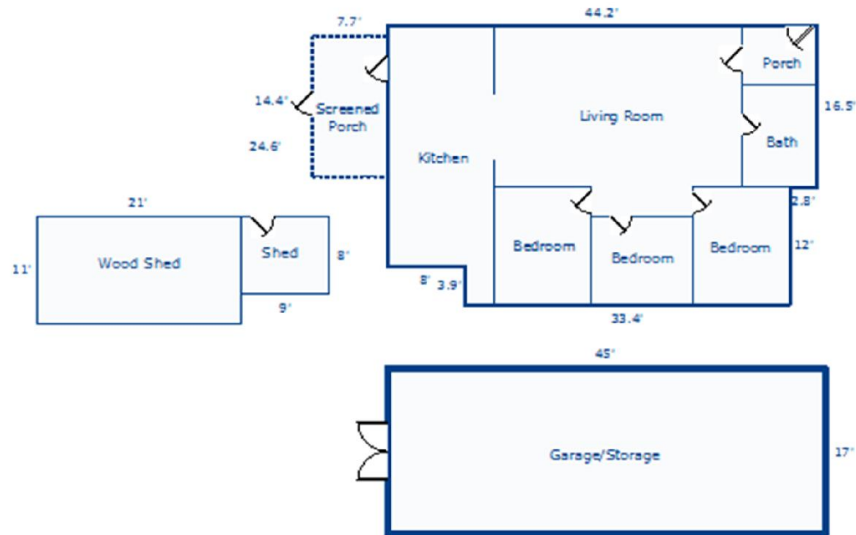 44.2'
7.7'
Porch
14.4'
Screened
Porch
16.5'
Living Room
24.6'
Bath
Kitchen
21'
2.8'
Wood Shed
Shed
8'
Bedroom
Bedroom
Bedroom
12'
11'
8'
3.9'
9'
33.4'
45'
Garage/Storage
17'